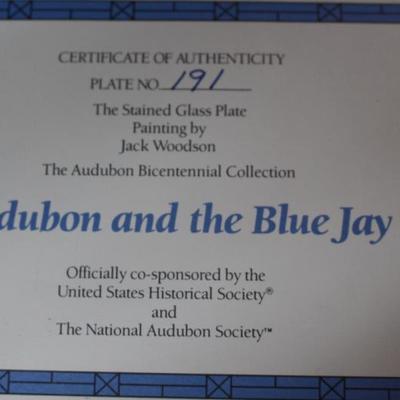 CERTIFICATE OF AUTHENTICITY
PLATE NO. 191
The Stained Glass Plate
Painting by
Jack Woodson
The Audubon Bicentennial Collection
dubon and the Blue Jay
Officially co-sponsored by the
United States Historical Society®
and
The National Audubon Society™